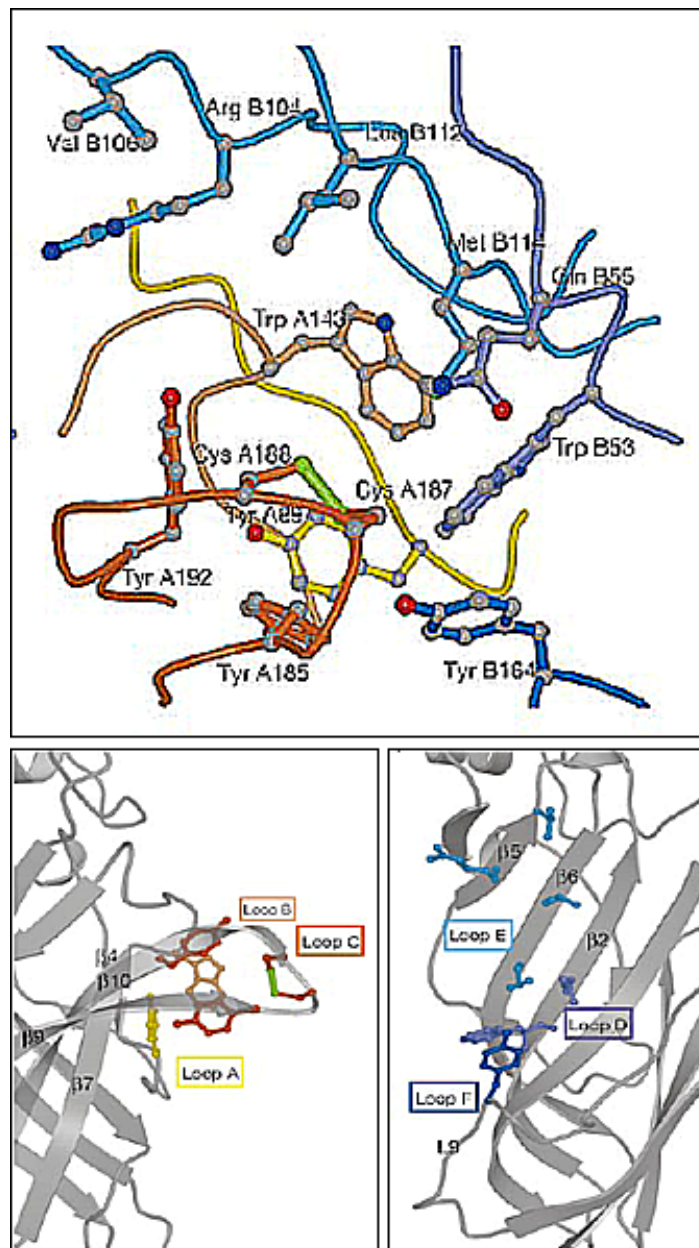 Arg B104
Val B106
Leu B112
Met B114
Gln B55
Trp A143
Trp B53
Cys A188
Cys A187
Tyr A89
Tyr A192
Tyr A185
Tyr B164
Loop B
Loop C
β4
β10
β9
β7
Loop A
β5'
β6
β2
Loop E
Loop D
Loop F
L9